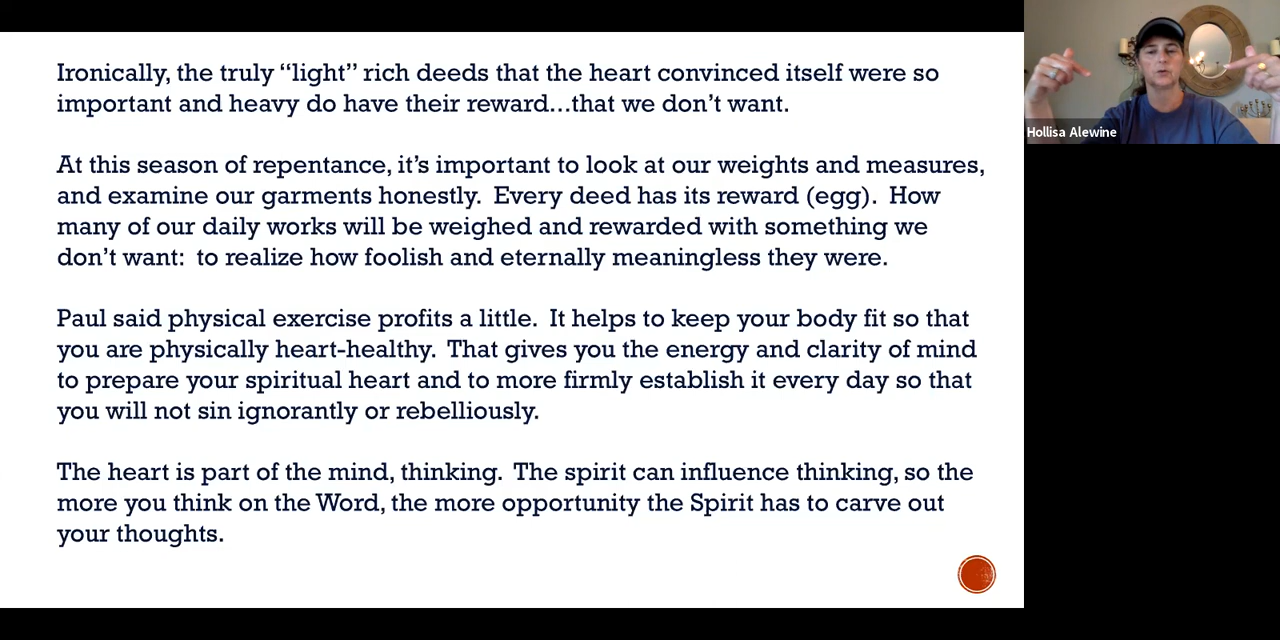 Ironically, the truly “light” rich deeds that the heart convinced itself were so
important and heavy do have their reward...that we don’t want.
At this season of repentance, it’s important to look at our weights and measures,
and examine our garments honestly.  Every deed has its reward (egg).  How
many of our daily works will be weighed and rewarded with something we
don’t want:  to realize how foolish and eternally meaningless they were.
Paul said physical exercise profits a little.  It helps to keep your body fit so that
you are physically heart-healthy.  That gives you the energy and clarity of mind
to prepare your spiritual heart and to more firmly establish it every day so that
you will not sin ignorantly or rebelliously.
The heart is part of the mind, thinking.  The spirit can influence thinking, so the
more you think on the Word, the more opportunity the Spirit has to carve out
your thoughts.
Hollisa Alewine